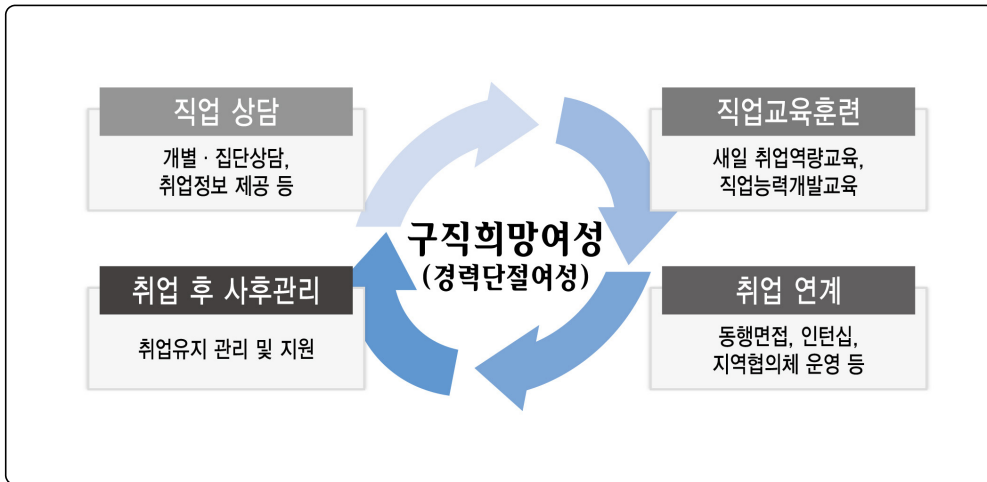 직업 상담
개별 · 집단상담,
취업정보 제공 등
직업교육훈련
새일 취업역량교육,
직업능력개발교육
구직희망여성
(경력단절여성)
취업 후 사후관리
취업유지 관리 및 지원
취업 연계
동행면접, 인턴십,
지역협의체 운영 등